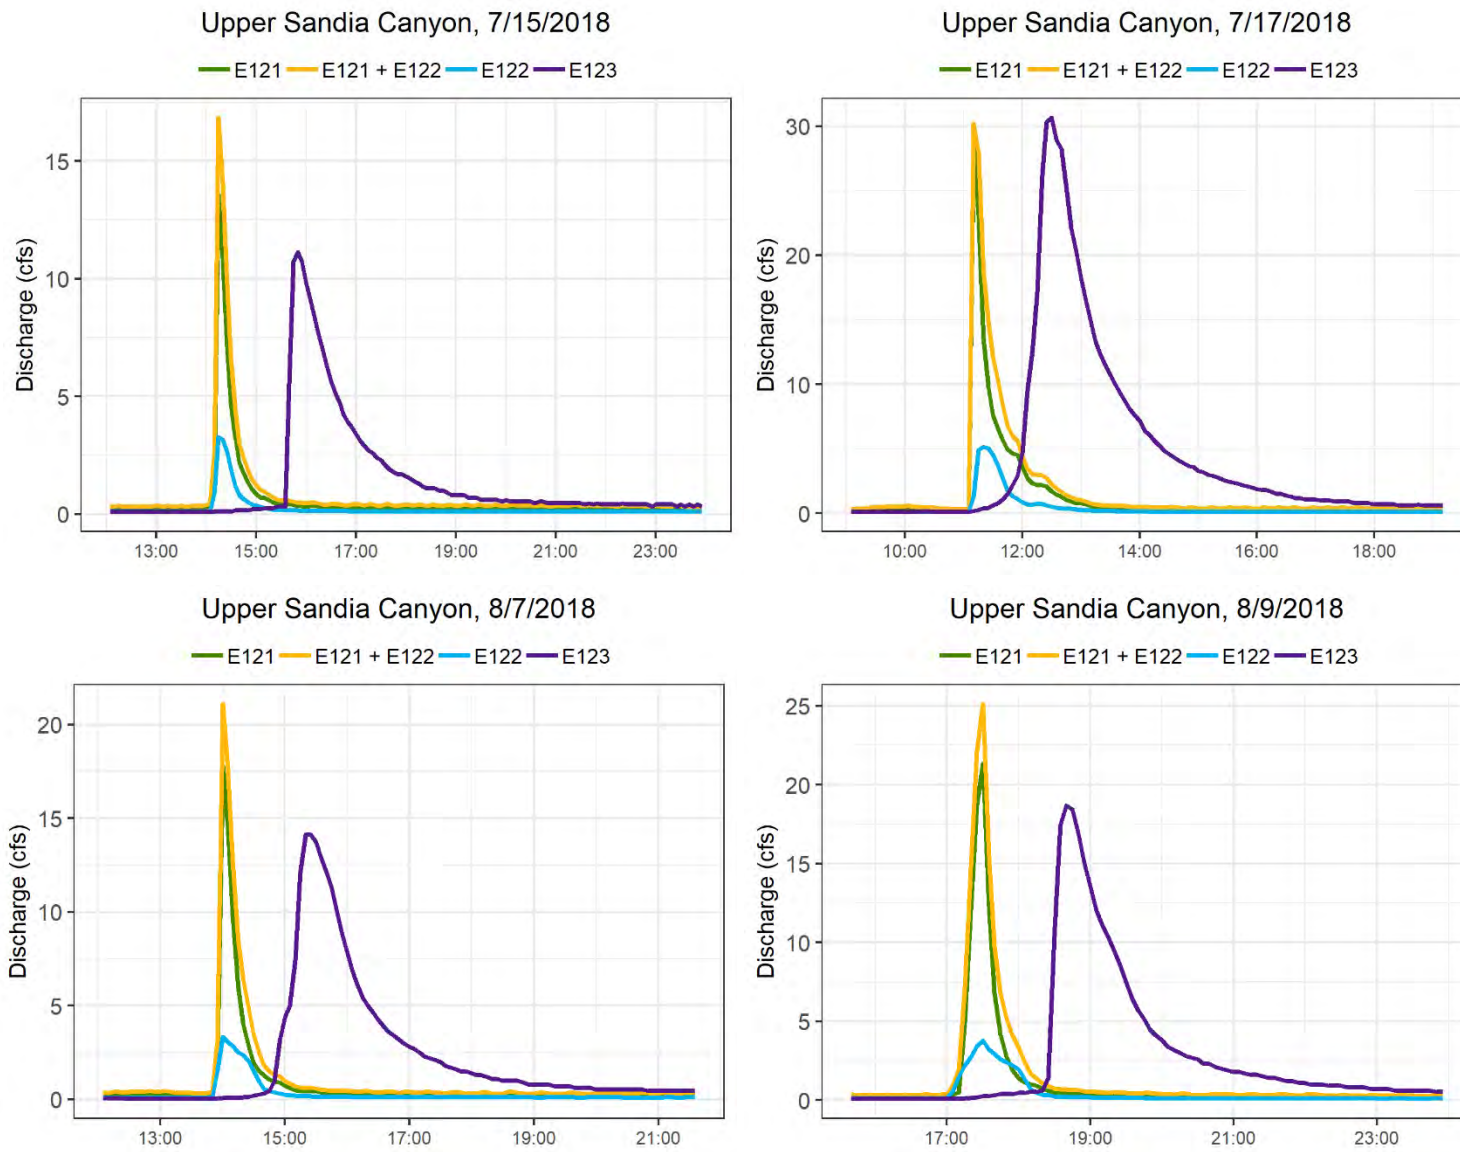 Upper Sandia Canyon, 7/15/2018
E121 E121 + E122 E122 E123
Discharge (cfs)
15
10
5
0
13:00 15:00 17:00 19:00 21:00 23:00
Upper Sandia Canyon, 7/17/2018
E121 E121 + E122 E122 E123
Discharge (cfs)
30
20
10
0
10:00 12:00 14:00 16:00 18:00
Upper Sandia Canyon, 8/7/2018
E121 E121 + E122 E122 E123
Discharge (cfs)
20
15
10
5
0
13:00 15:00 17:00 19:00 21:00
Upper Sandia Canyon, 8/9/2018
E121 E121 + E122 E122 E123
Discharge (cfs)
25
20
15
10
5
0
17:00 19:00 21:00 23:00